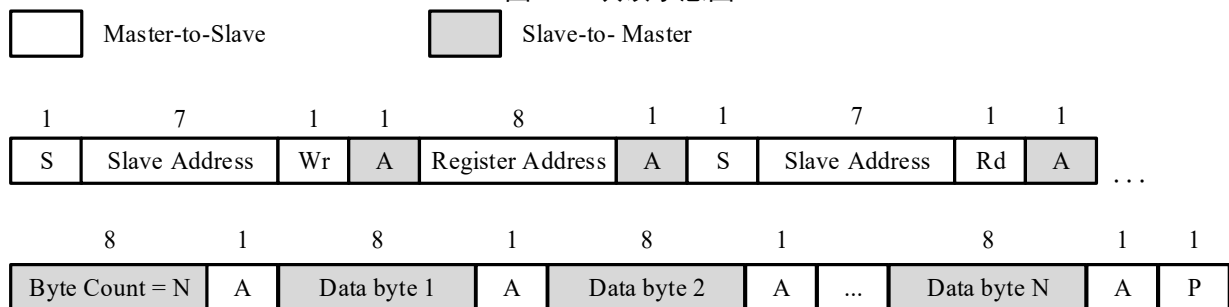 Master-to-Slave Slave-to- Master
1 7 1 1 8 1 1 7 1 1
S Slave Address Wr A Register Address A S Slave Address Rd A ...
8 1 8 1 8 1 8 1 1
Byte Count = N A Data byte 1 A Data byte 2 A ... Data byte N A P